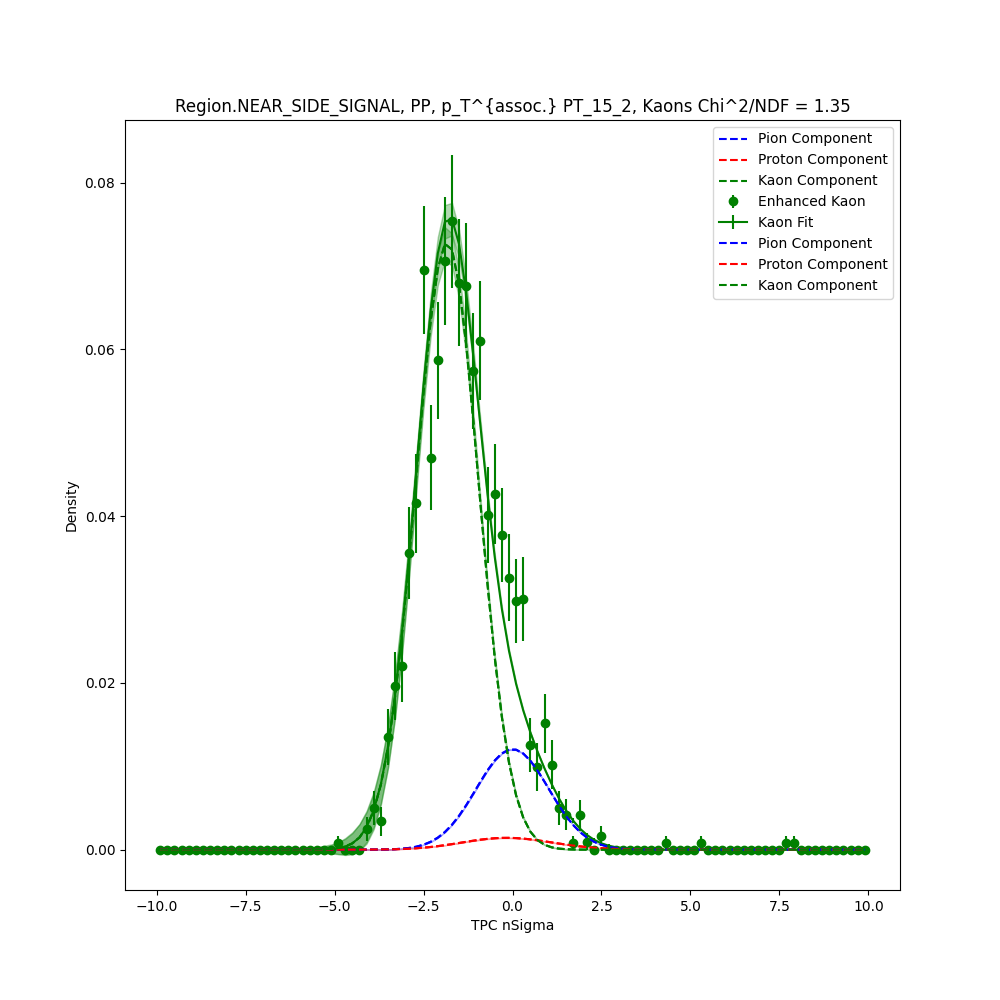 Region.NEAR_SIDE_SIGNAL, PP, p_T^{assoc.} PT_15_2, Kaons Chi^2/NDF = 1.35
Pion Component
Proton Component
Kaon Component
Enhanced Kaon
Kaon Fit
Pion Component
Proton Component
Kaon Component
0.08
0.06
0.04
0.02
0.00
Density
−10.0 −7.5 −5.0 −2.5 0.0 2.5 5.0 7.5 10.0
TPC nSigma